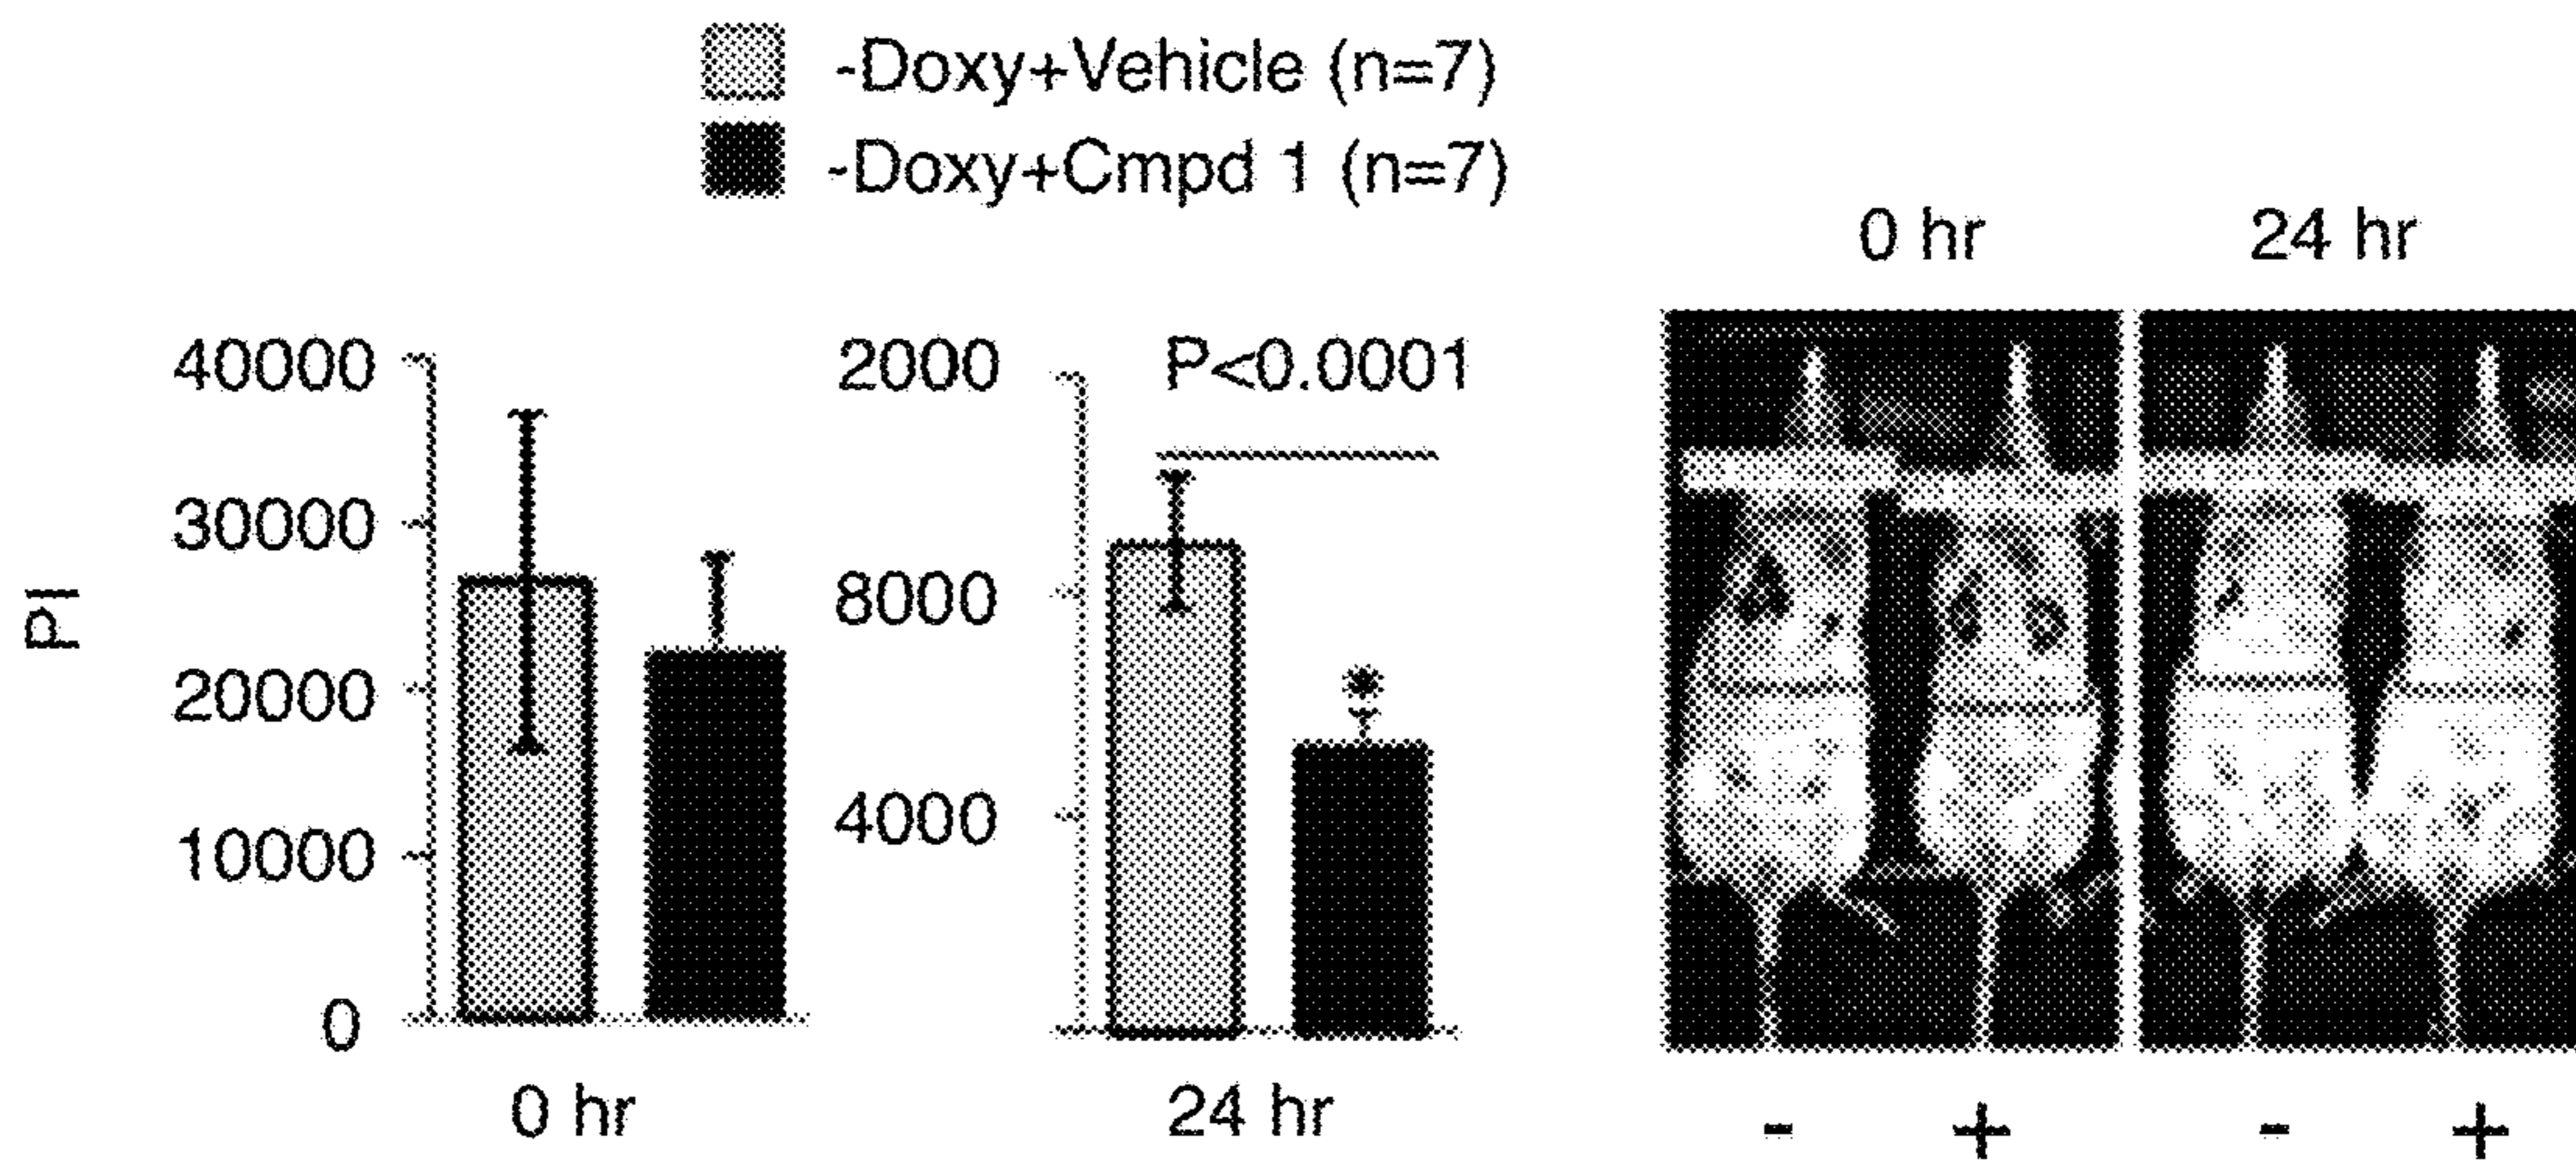 -Doxy+Vehicle (n=7)
-Doxy+Cmpd 1 (n=7)
0 hr 24 hr
PI
40000
30000
20000
10000
0
0 hr
2000
8000
4000
P<0.0001
*
24 hr
- + - +